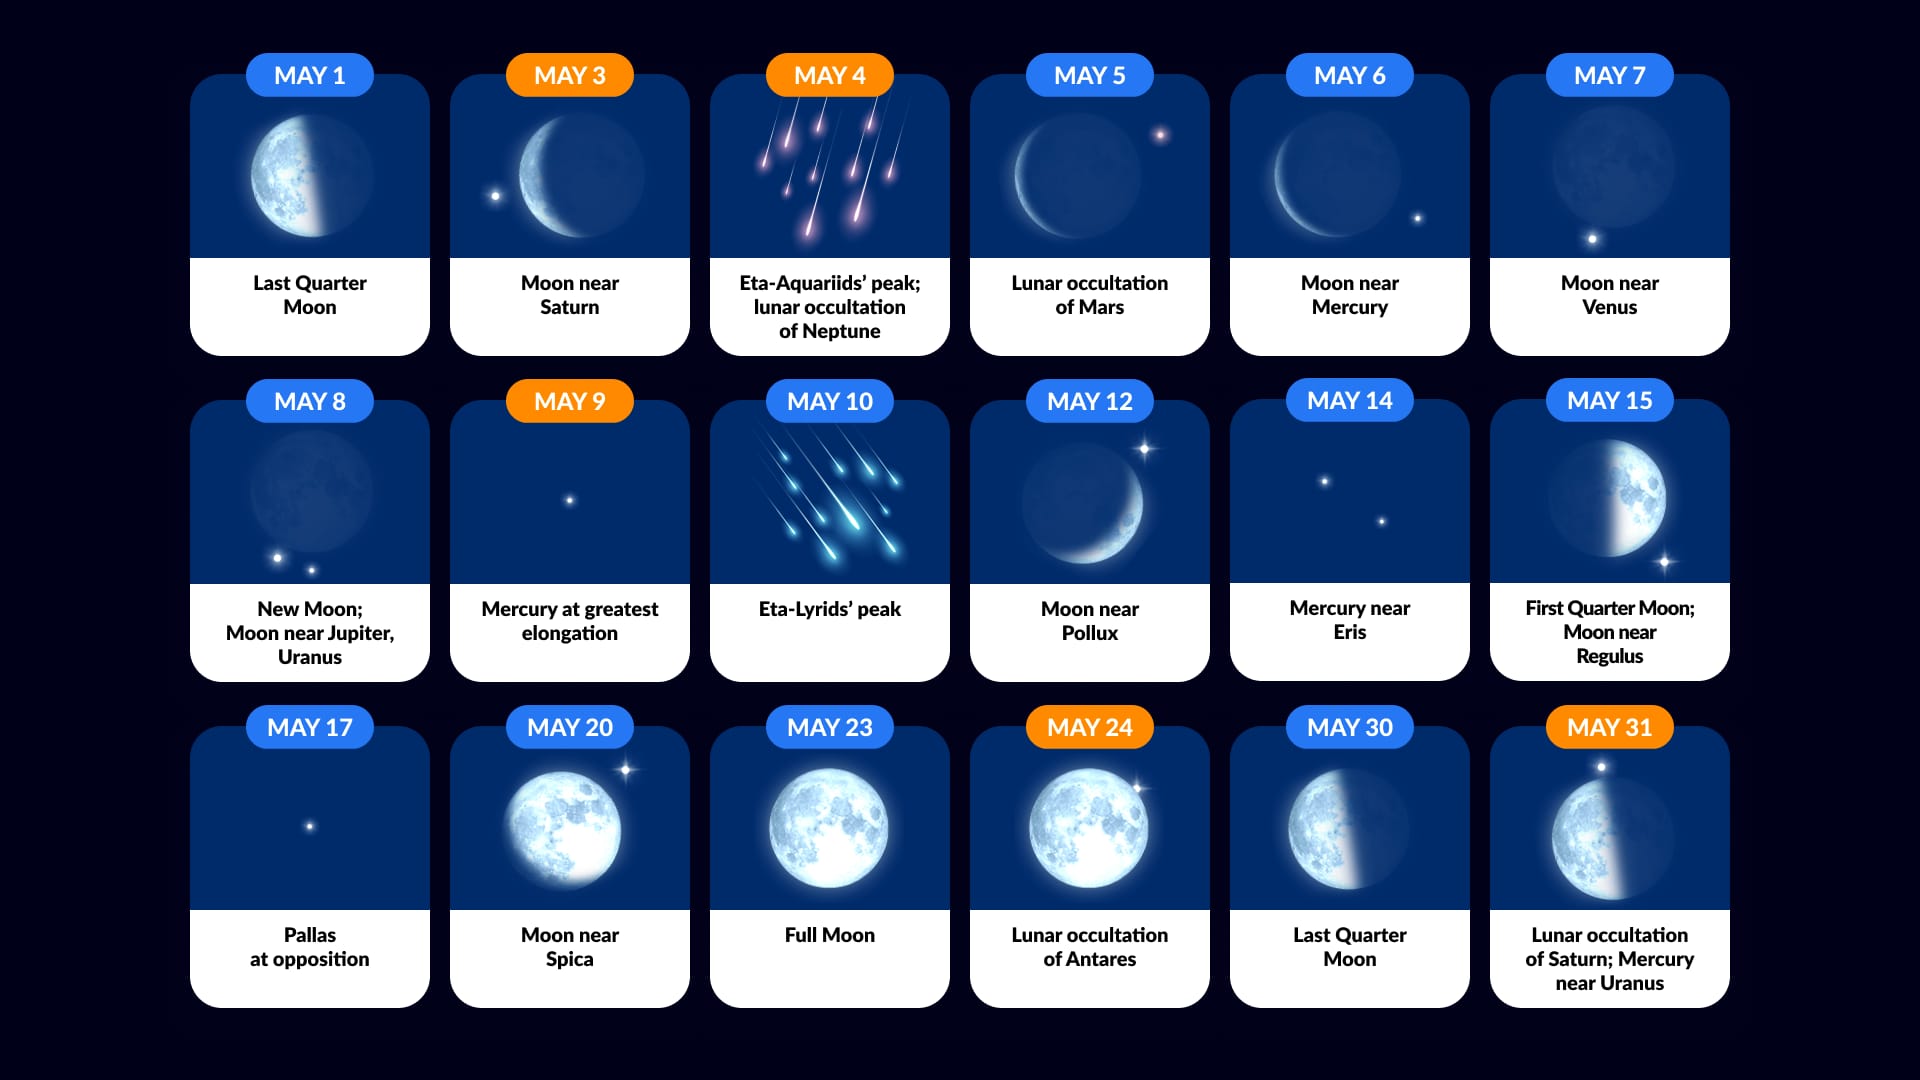 MAY 1
Last Quarter
Moon
MAY 3
Moon near
Saturn
MAY 4
Eta-Aquariids’ peak;
lunar occultation
of Neptune
MAY 5
Lunar occultation
of Mars
MAY 6
Moon near
Mercury
MAY 7
Moon near
Venus
MAY 8
New Moon;
Moon near Jupiter,
Uranus
MAY 9
Mercury at greatest
elongation
MAY 10
Eta-Lyrids’ peak
MAY 12
Moon near
Pollux
MAY 14
Mercury near
Eris
MAY 15
First Quarter Moon;
Moon near
Regulus
MAY 17
Pallas
at opposition
MAY 20
Moon near
Spica
MAY 23
Full Moon
MAY 24
Lunar occultation
of Antares
MAY 30
Last Quarter
Moon
MAY 31
Lunar occultation
of Saturn; Mercury
near Uranus